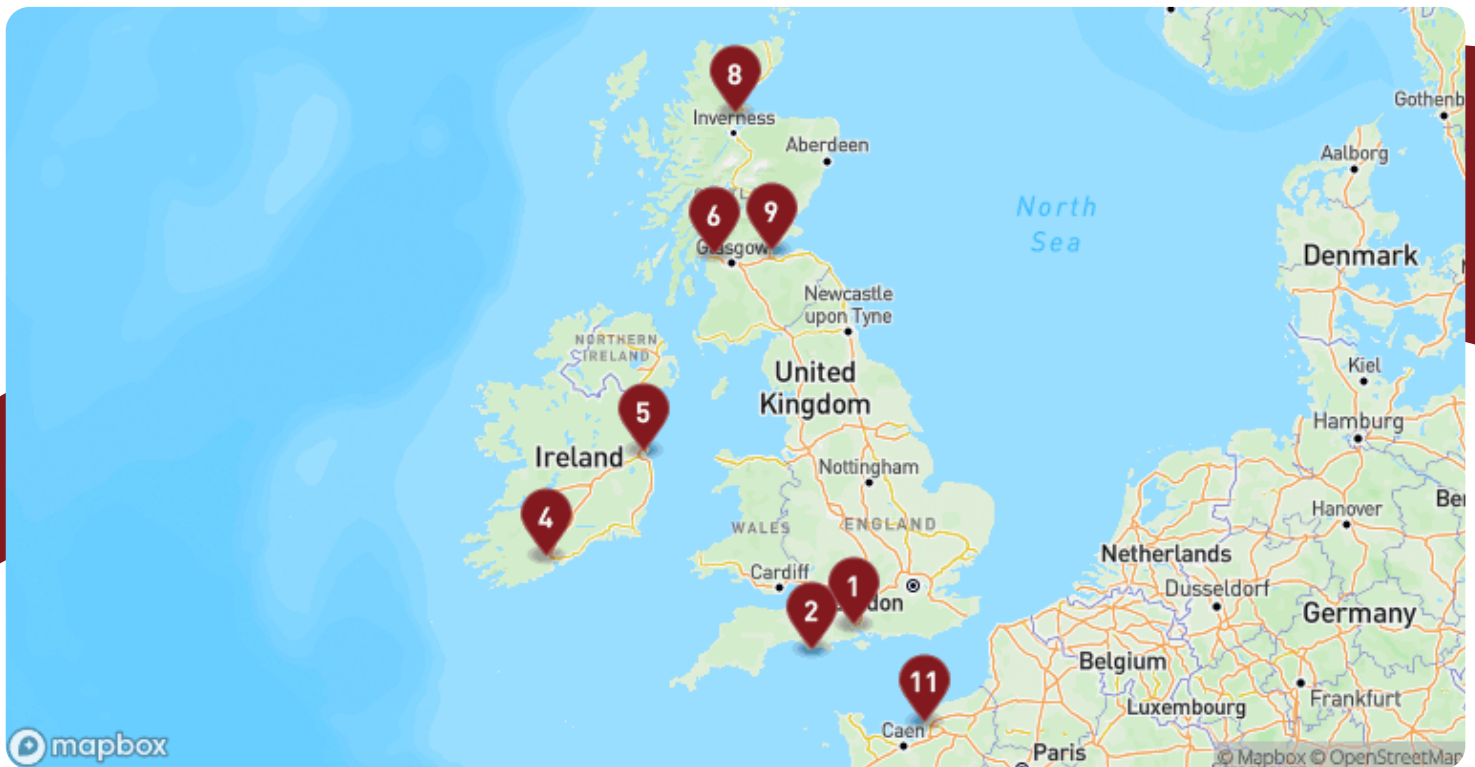 8
Gothenb
Inverness
Aberdeen
Aalborg
6
9
North
Sea
Glasgow
Denmark
Newcastle
upon Tyne
NORTHERN
IRELAND
United
Kingdom
Kiel
5
Hamburg
Ireland
Nottingham
4
Hanover
Be
WALES
ENGLAND
Netherlands
Cardiff
1
Dusseldorf
2
don
Germany
Belgium
11
Frankfurt
Luxembourg
Caen
mapbox
Paris
© Mapbox © OpenStreetMap